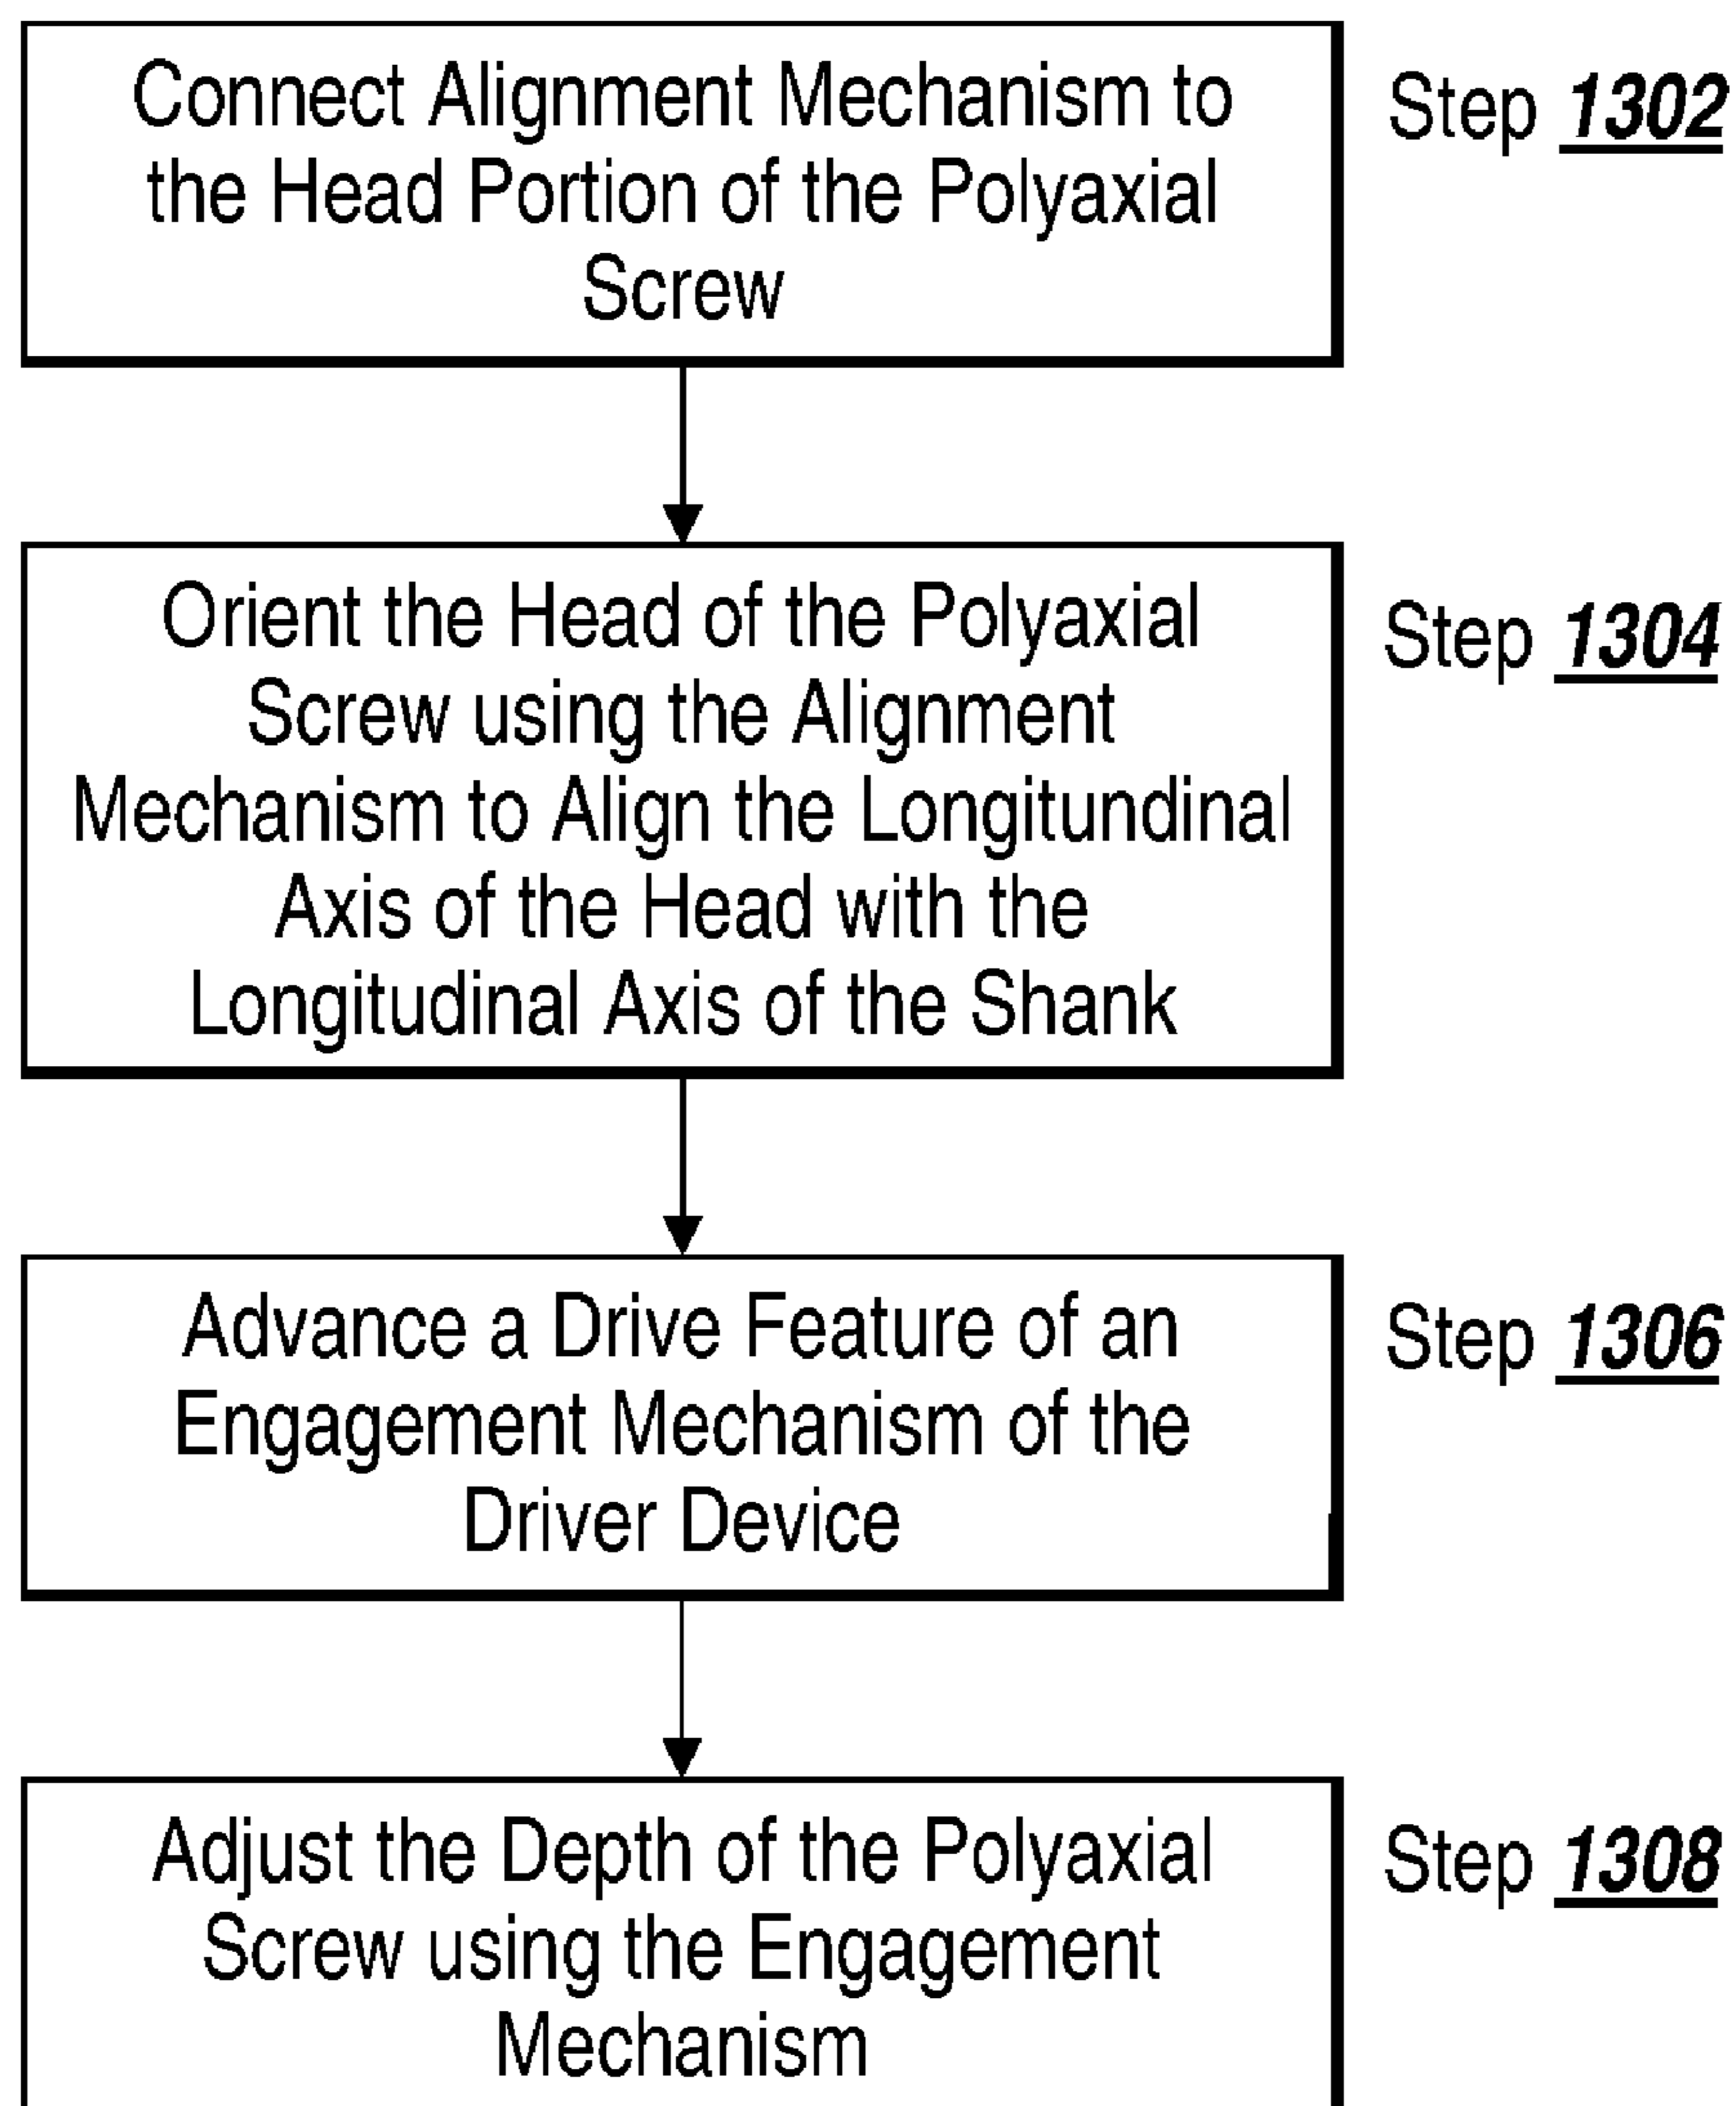 Connect Alignment Mechanism to
the Head Portion of the Polyaxial
Screw
Step 1302
Orient the Head of the Polyaxial
Screw using the Alignment
Mechanism to Align the Longitundinal
Axis of the Head with the
Longitudinal Axis of the Shank
Step 1304
Advance a Drive Feature of an
Engagement Mechanism of the
Driver Device
Step 1306
Adjust the Depth of the Polyaxial
Screw using the Engagement
Mechanism
Step 1308